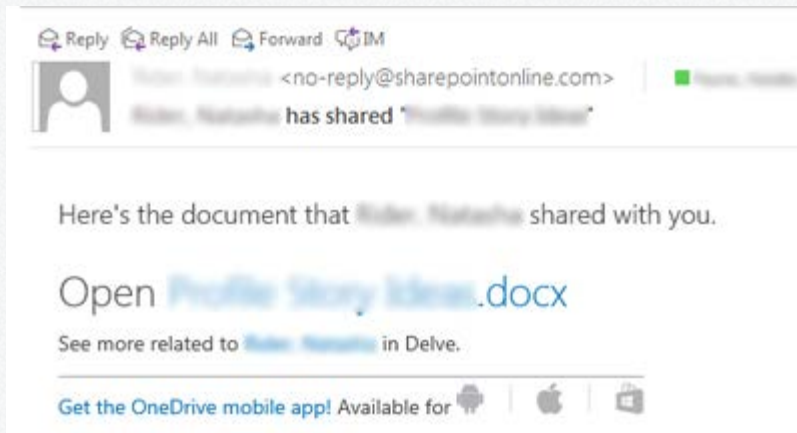 Reply Reply All Forward IM
<no-reply@sharepointonline.com>
has shared "
Here's the document that shared with you.
Open .docx
See more related to in Delve.
Get the OneDrive mobile app! Available for